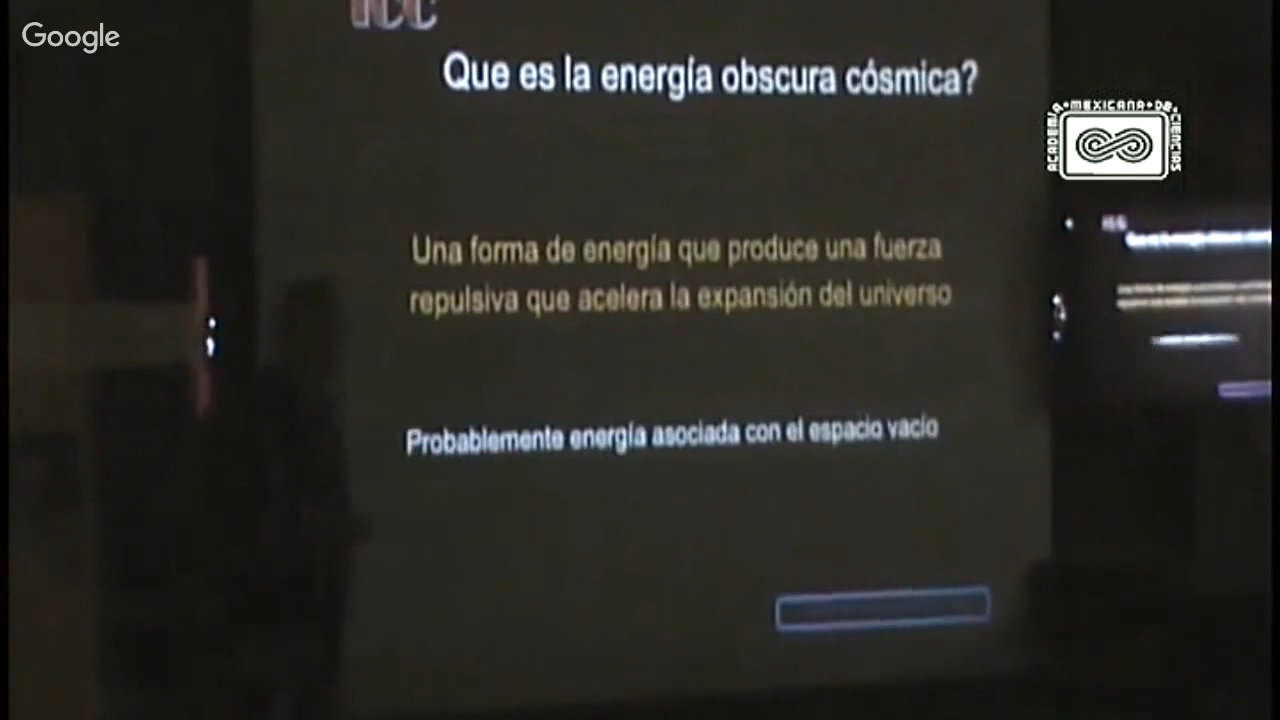 Google
Que es la energía obscura cósmica?
ACADEMIA MEXICANA DE CIENCIAS
Una forma de energía que produce una fuerza
repulsiva que acelera la expansión del universo
Probablemente energía asociada con el espacio vacío